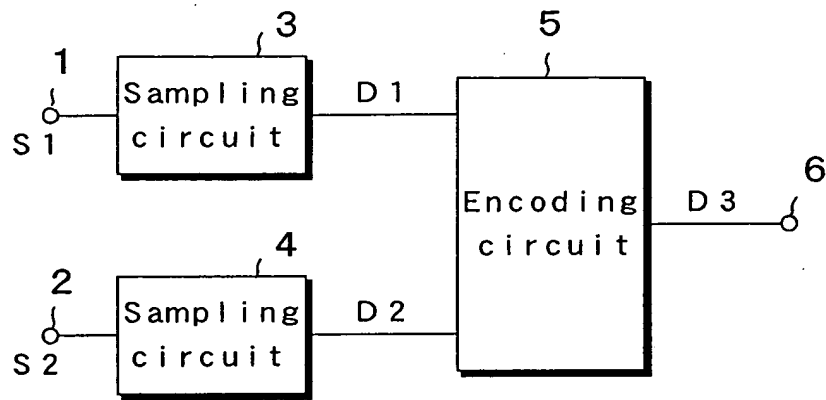 1
S1
3
Sampling
circuit
D1
5
Encoding
circuit
D3
6
2
S2
4
Sampling
circuit
D2